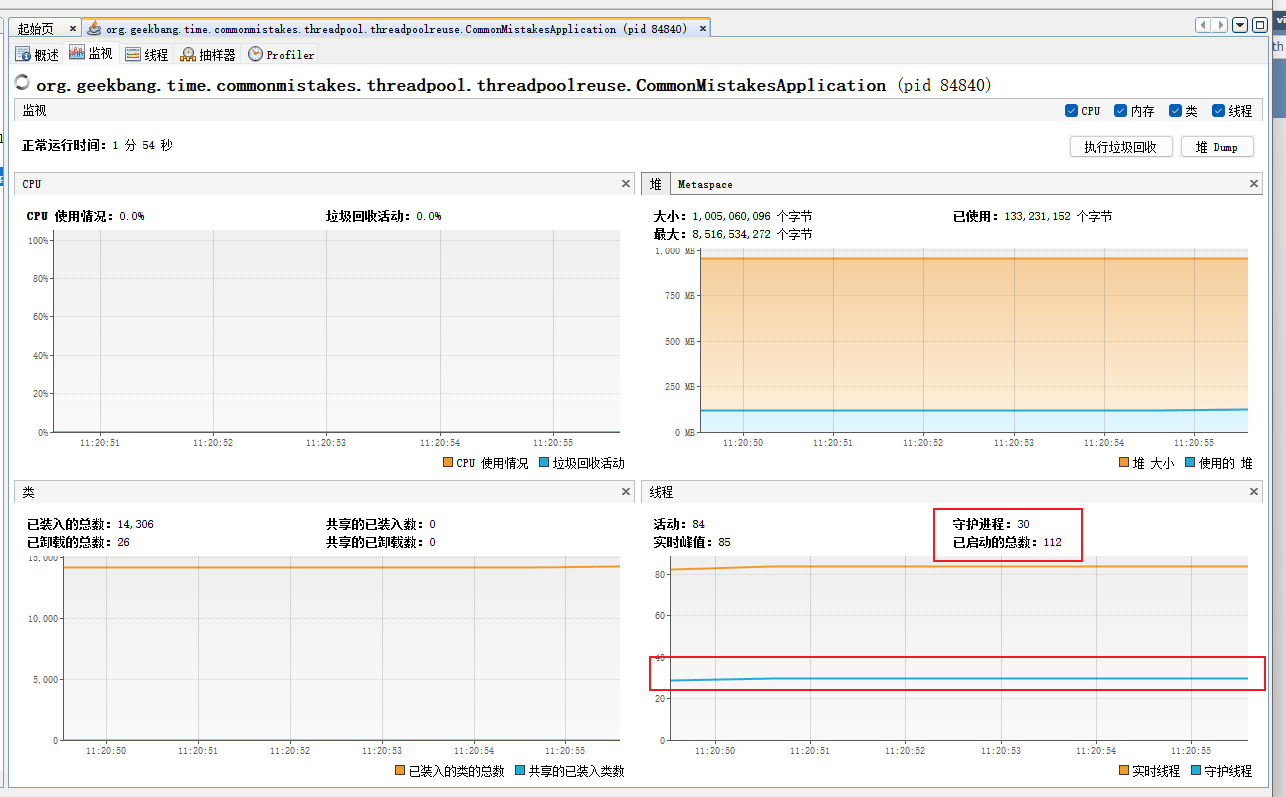 起始页 ×
org.geekbang.time.commonmistakes.threadpool.threadpoolreuse.CommonMistakesApplication (pid 84840) ×
概述 监视 线程 抽样器 Profiler
org.geekbang.time.commonmistakes.threadpool.threadpoolreuse.CommonMistakesApplication (pid 84840)
监视
CPU 内存 类 线程
正常运行时间: 1 分 54 秒
执行垃圾回收 堆 Dump
CPU ×
CPU 使用情况: 0.0% 垃圾回收活动: 0.0%
100%
80%
60%
40%
20%
0%
11:20:51 11:20:52 11:20:53 11:20:54 11:20:55
CPU 使用情况 垃圾回收活动
堆 Metaspace ×
大小: 1,005,060,096 个字节 已使用: 133,231,152 个字节
最大: 8,516,534,272 个字节
1,000 MB
750 MB
500 MB
250 MB
0 MB
11:20:50 11:20:51 11:20:52 11:20:53 11:20:54 11:20:55
堆 大小 使用的 堆
类 ×
已装入的总数: 14,306 共享的已装入数: 0
已卸载的总数: 26 共享的已卸载数: 0
15,000
10,000
5,000
0
11:20:50 11:20:51 11:20:52 11:20:53 11:20:54 11:20:55
已装入的类的总数 共享的已装入类数
线程 ×
活动: 84 守护进程: 30
实时峰值: 85 已启动的总数: 112
80
60
40
20
0
11:20:50 11:20:51 11:20:52 11:20:53 11:20:54 11:20:55
实时线程 守护线程